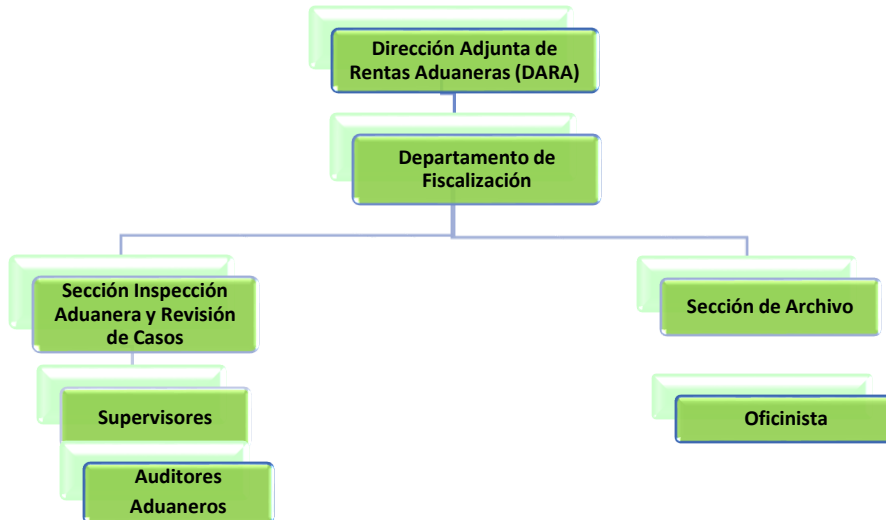 Dirección Adjunta de
Rentas Aduaneras (DARA)
Departamento de
Fiscalización
Sección Inspección
Aduanera y Revisión
de Casos
Sección de Archivo
Supervisores
Oficinista
Auditores
Aduaneros